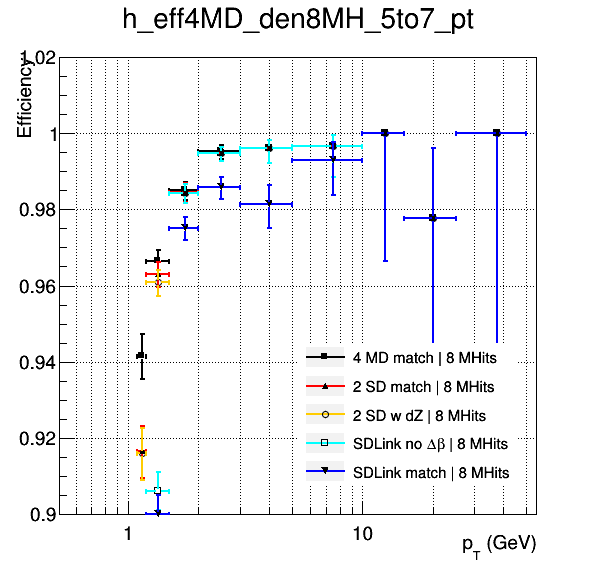 h_eff4MD_den8MH_5to7_pt
Efficiency
1.02
1
0.98
0.96
0.94
0.92
0.9
4 MD match | 8 MHits
2 SD match | 8 MHits
2 SD w dZ | 8 MHits
SDLink no Δβ | 8 MHits
SDLink match | 8 MHits
1
10
p_T (GeV)